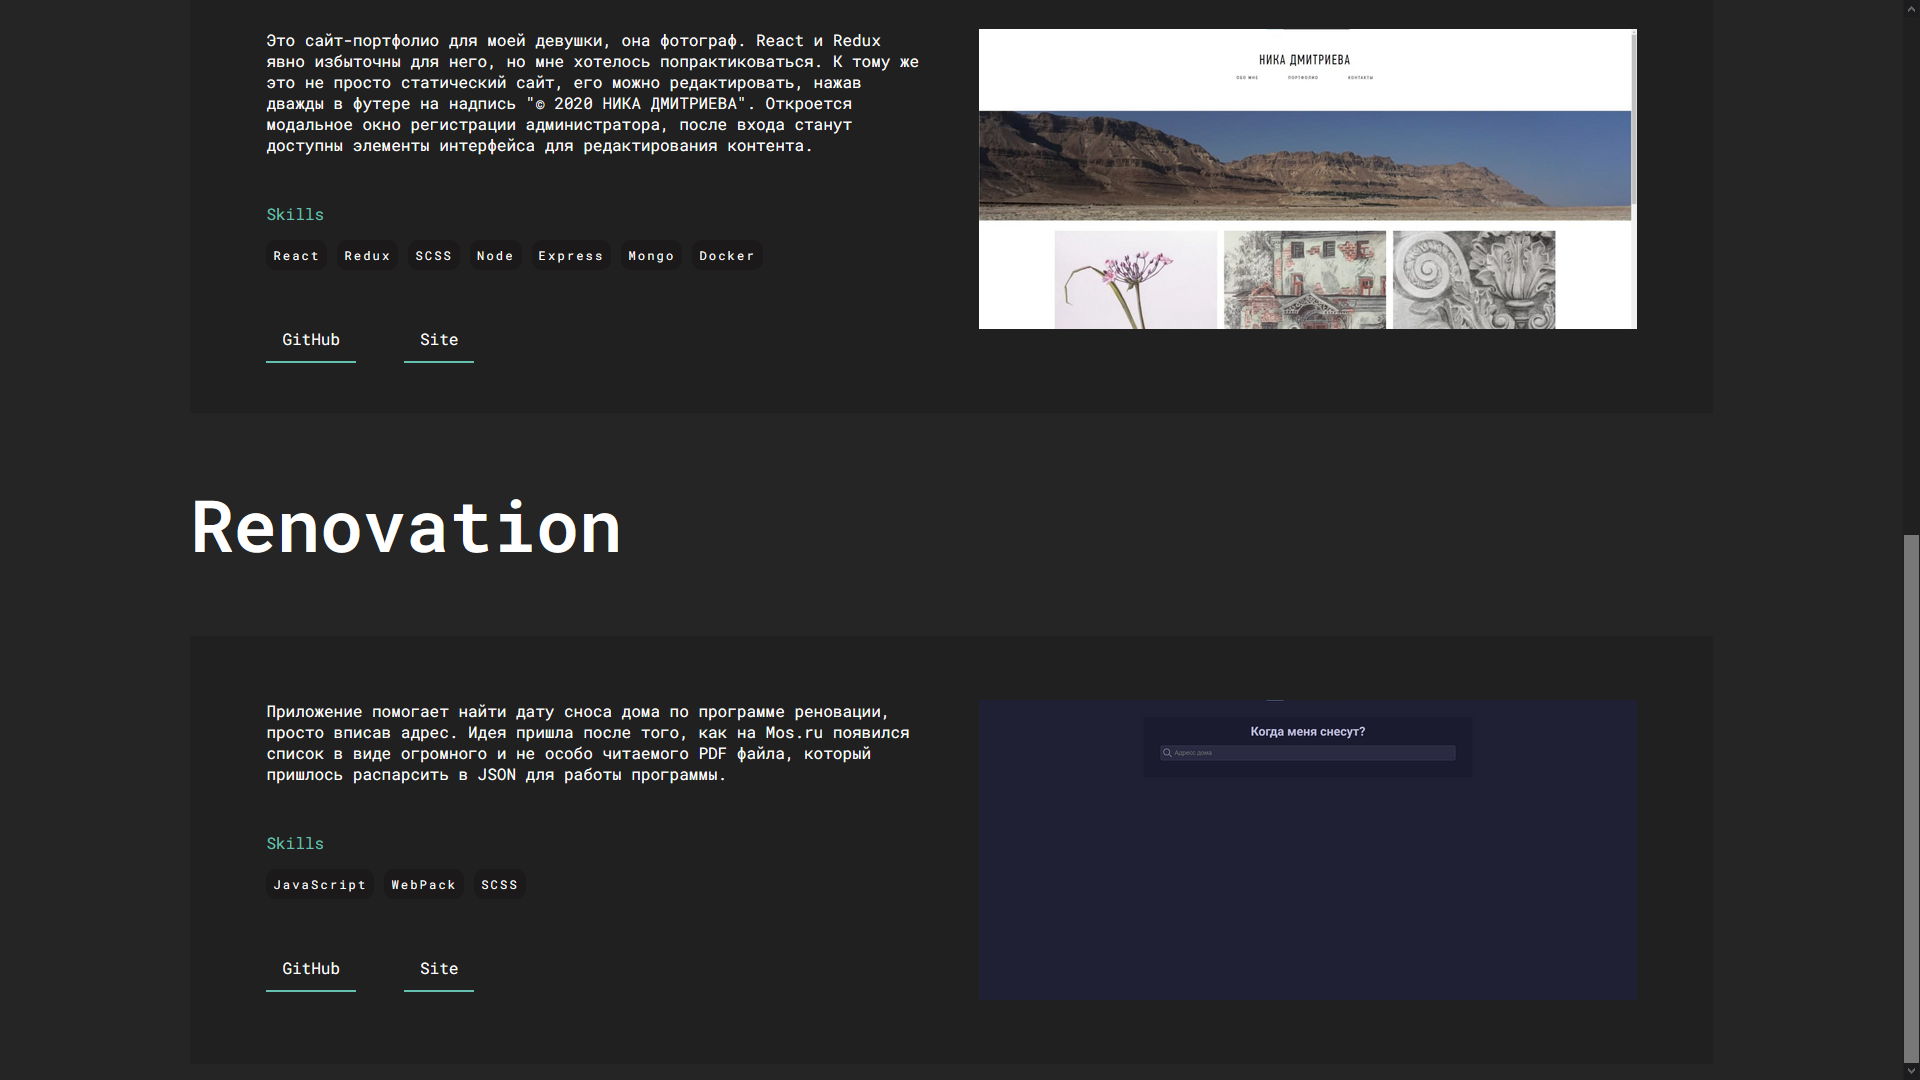 Это сайт-портфолио для моей девушки, она фотограф. React и Redux
явно избыточны для него, но мне хотелось попрактиковаться. К тому же
это не просто статический сайт, его можно редактировать, нажав
дважды в футере на надпись "© 2020 НИКА ДМИТРИЕВА". Откроется
модальное окно регистрации администратора, после входа станут
доступны элементы интерфейса для редактирования контента.
Skills
React Redux SCSS Node Express Mongo Docker
GitHub Site
НИКА ДМИТРИЕВА
ОБО МНЕ ПОРТФОЛИО КОНТАКТЫ
Renovation
Приложение помогает найти дату сноса дома по программе реновации,
просто вписав адрес. Идея пришла после того, как на Mos.ru появился
список в виде огромного и не особо читаемого PDF файла, который
пришлось распарсить в JSON для работы программы.
Skills
JavaScript WebPack SCSS
GitHub Site
Когда меня снесут?
Адресс дома